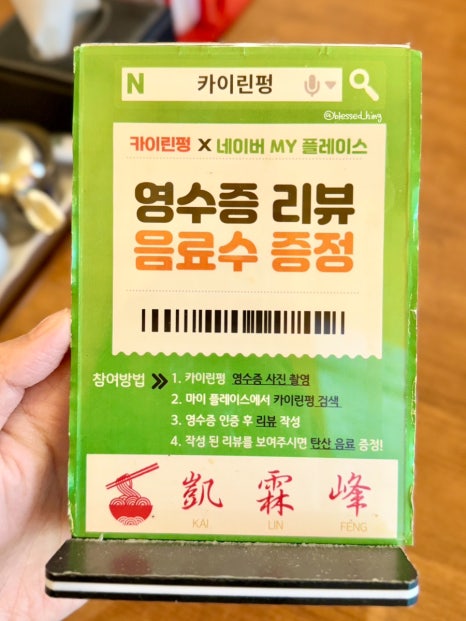 N 카이린펑
@blessed_hing
카이린펑 X 네이버 MY 플레이스
영수증 리뷰
음료수 증정
참여방법 » 1. 카이린펑 영수증 사진 촬영
2. 마이 플레이스에서 카이린펑 검색
3. 영수증 인증 후 리뷰 작성
4. 작성 된 리뷰를 보여주시면 탄산 음료 증정!
凱 霖 峰
KAI LIN FENG